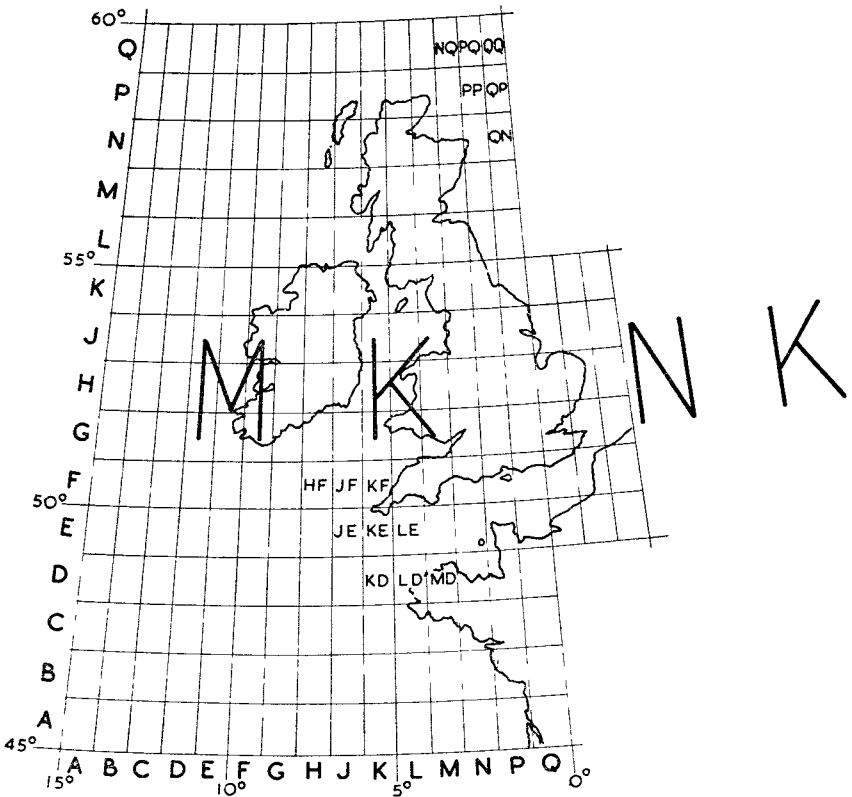 60°
Q NQ PQ QQ
P PP QP
N QN
M
L
55°
K
J
M K N K
H
G
F HF JF KF
50°
E JE KE LE
D KD LD MD
C
B
A
45°
A B C D E F G H J K L M N P Q
15° 10° 5° 0°